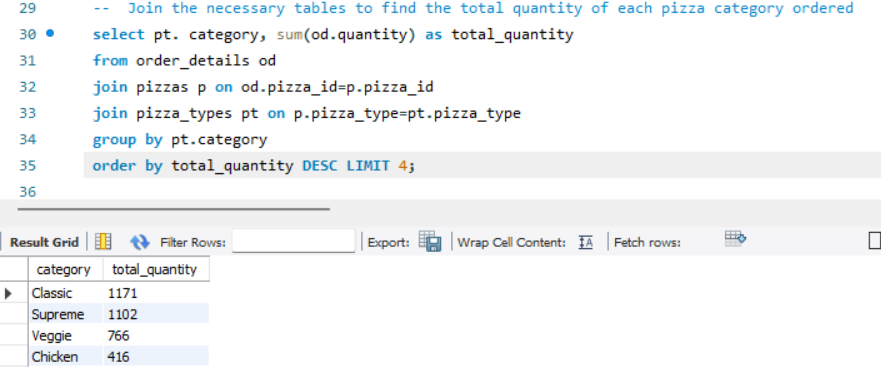 29 -- Join the necessary tables to find the total quantity of each pizza category ordered
30 select pt. category, sum(od.quantity) as total_quantity
31 from order_details od
32 join pizzas p on od.pizza_id=p.pizza_id
33 join pizza_types pt on p.pizza_type=pt.pizza_type
34 group by pt.category
35 order by total_quantity DESC LIMIT 4;
36
Result Grid Filter Rows: Export: Wrap Cell Content: IA Fetch rows:
category total_quantity
Classic 1171
Supreme 1102
Veggie 766
Chicken 416